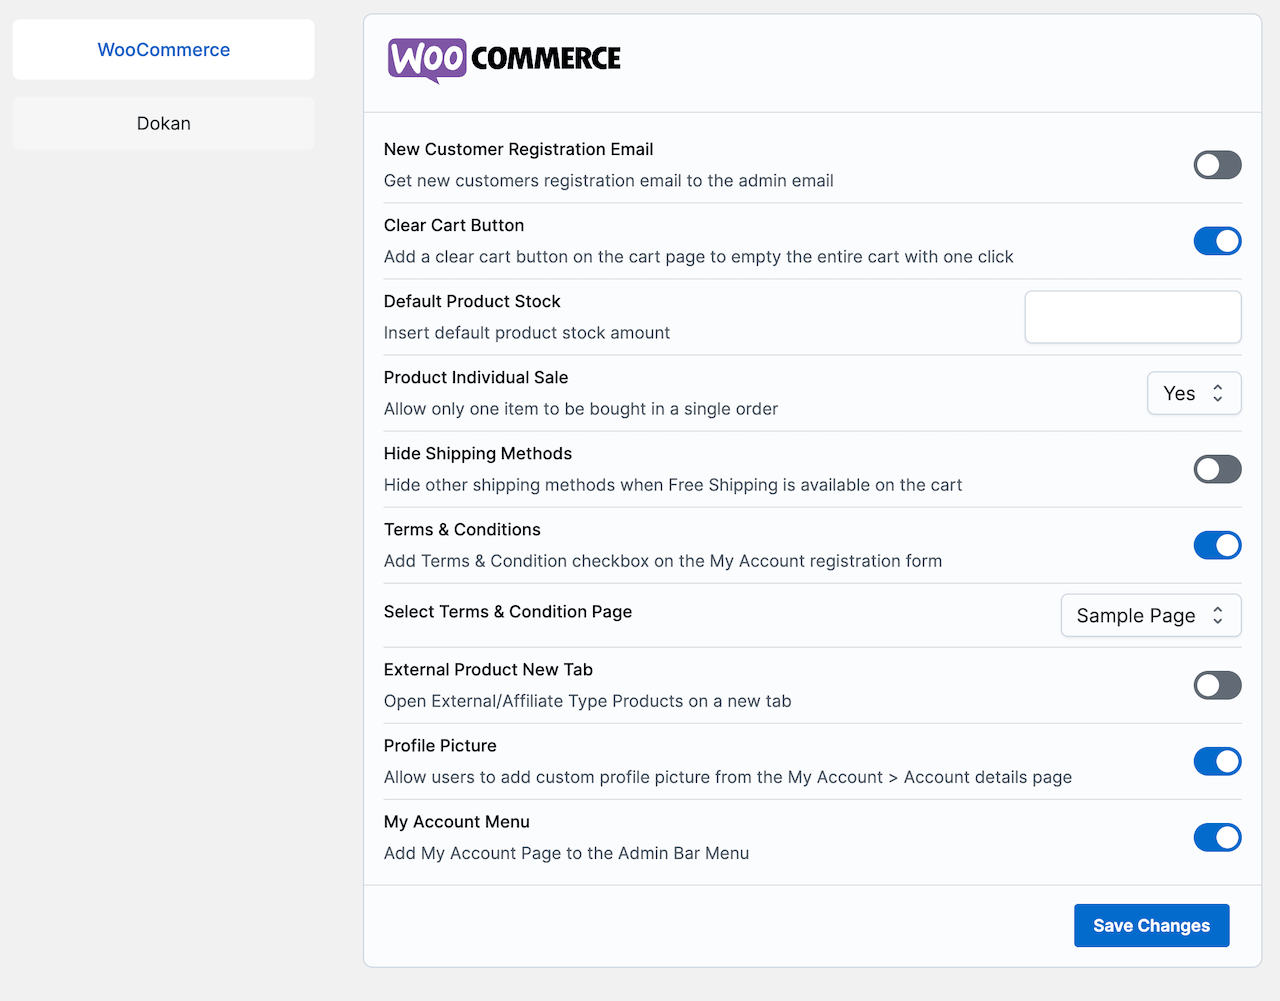 WooCommerce
Dokan
WOO COMMERCE
New Customer Registration Email
Get new customers registration email to the admin email
Clear Cart Button
Add a clear cart button on the cart page to empty the entire cart with one click
Default Product Stock
Insert default product stock amount
Product Individual Sale
Allow only one item to be bought in a single order
Yes
Hide Shipping Methods
Hide other shipping methods when Free Shipping is available on the cart
Terms & Conditions
Add Terms & Condition checkbox on the My Account registration form
Select Terms & Condition Page
Sample Page
External Product New Tab
Open External/Affiliate Type Products on a new tab
Profile Picture
Allow users to add custom profile picture from the My Account > Account details page
My Account Menu
Add My Account Page to the Admin Bar Menu
Save Changes